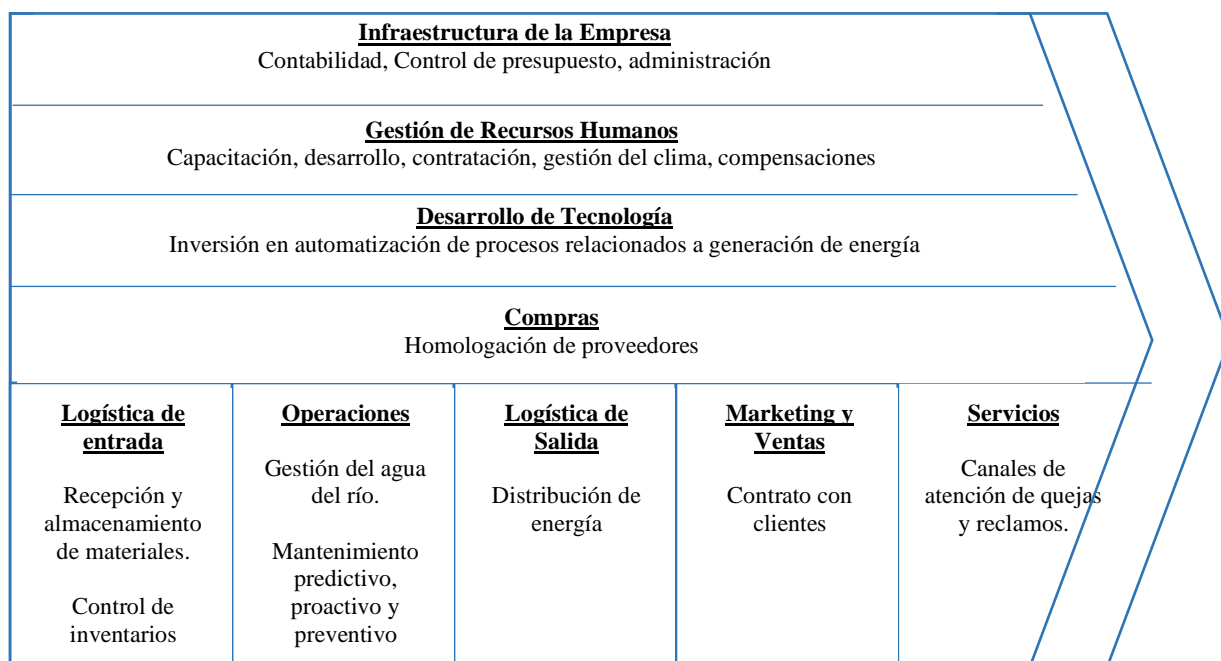 Infraestructura de la Empresa
Contabilidad, Control de presupuesto, administración
Gestión de Recursos Humanos
Capacitación, desarrollo, contratación, gestión del clima, compensaciones
Desarrollo de Tecnología
Inversión en automatización de procesos relacionados a generación de energía
Compras
Homologación de proveedores
Logística de
entrada
Recepción y
almacenamiento
de materiales.
Control de
inventarios
Operaciones
Gestión del agua
del río.
Mantenimiento
predictivo,
proactivo y
preventivo
Logística de
Salida
Distribución de
energía
Marketing y
Ventas
Contrato con
clientes
Servicios
Canales de
atención de quejas
y reclamos.